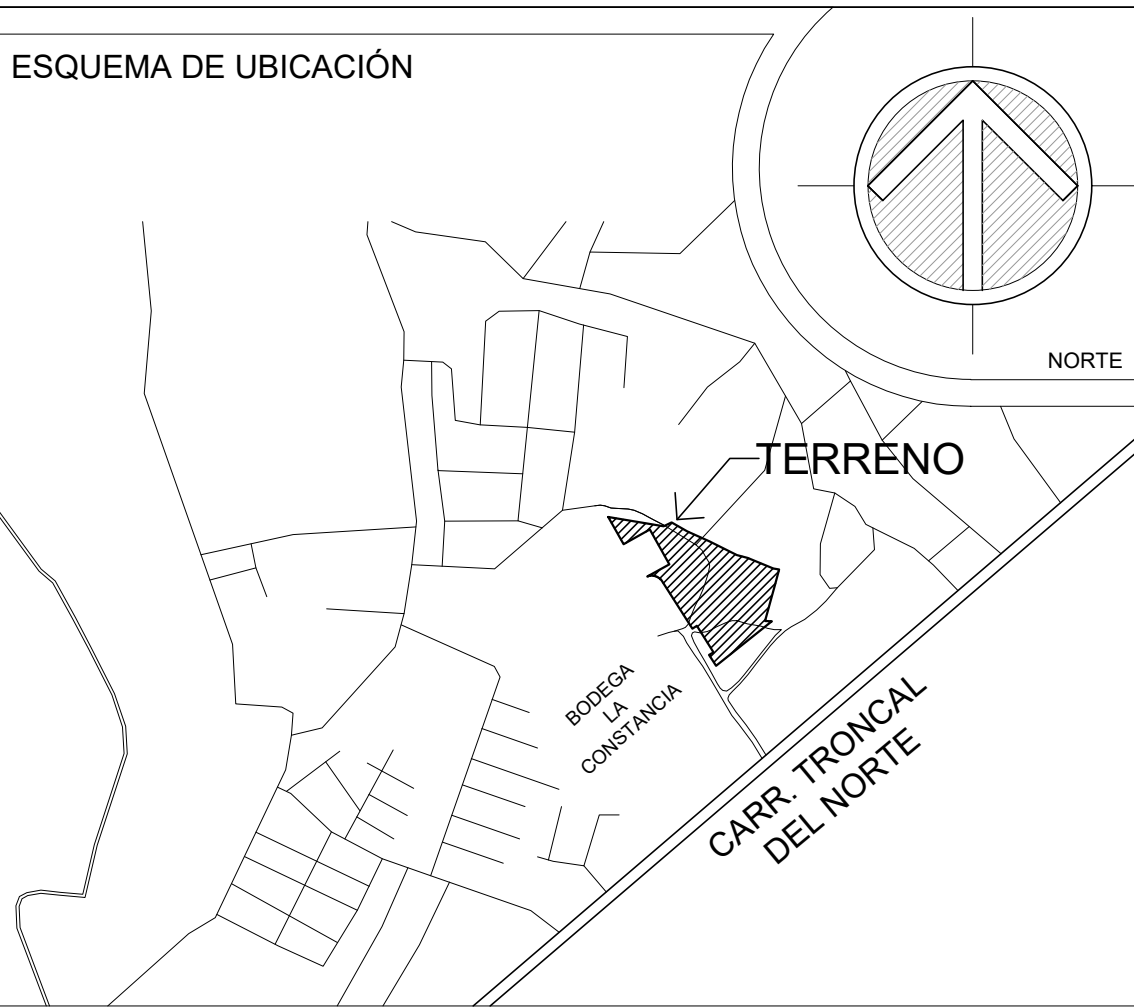 ESQUEMA DE UBICACIÓN
NORTE
TERRENO
BODEGA
LA
CONSTANCIA
CARR. TRONCAL
DEL NORTE